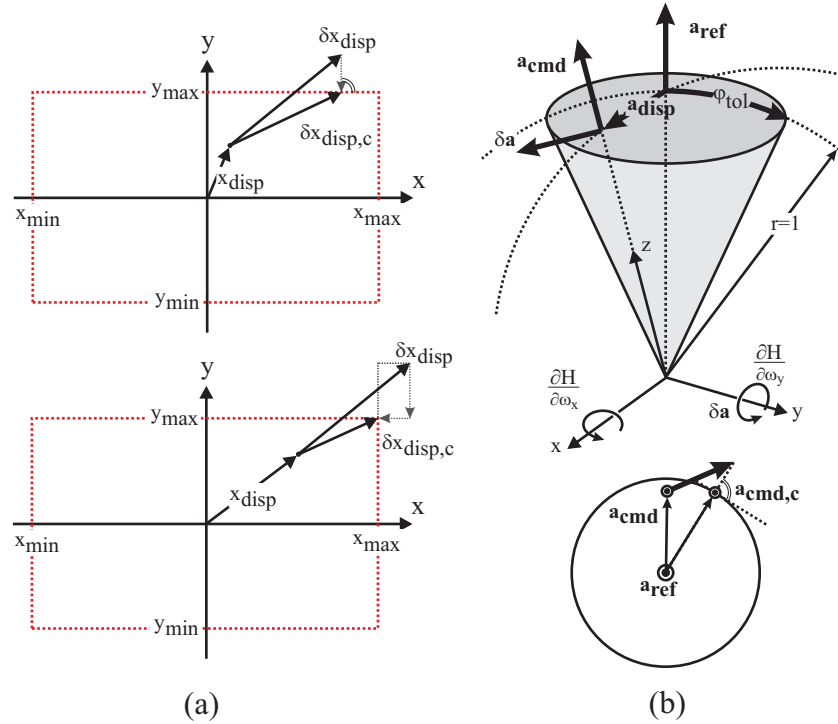 y
δx_disp
y_max
δx_disp,c
x_disp
x
x_min
x_max
y_min
y
δx_disp
y_max
δx_disp,c
x_disp
x
x_min
x_max
y_min
(a)
a_ref
a_cmd
a_disp
φ_tol
δa
z
r=1
∂H
∂ω_x
∂H
∂ω_y
δa
x
y
a_cmd,c
a_cmd
a_ref
(b)